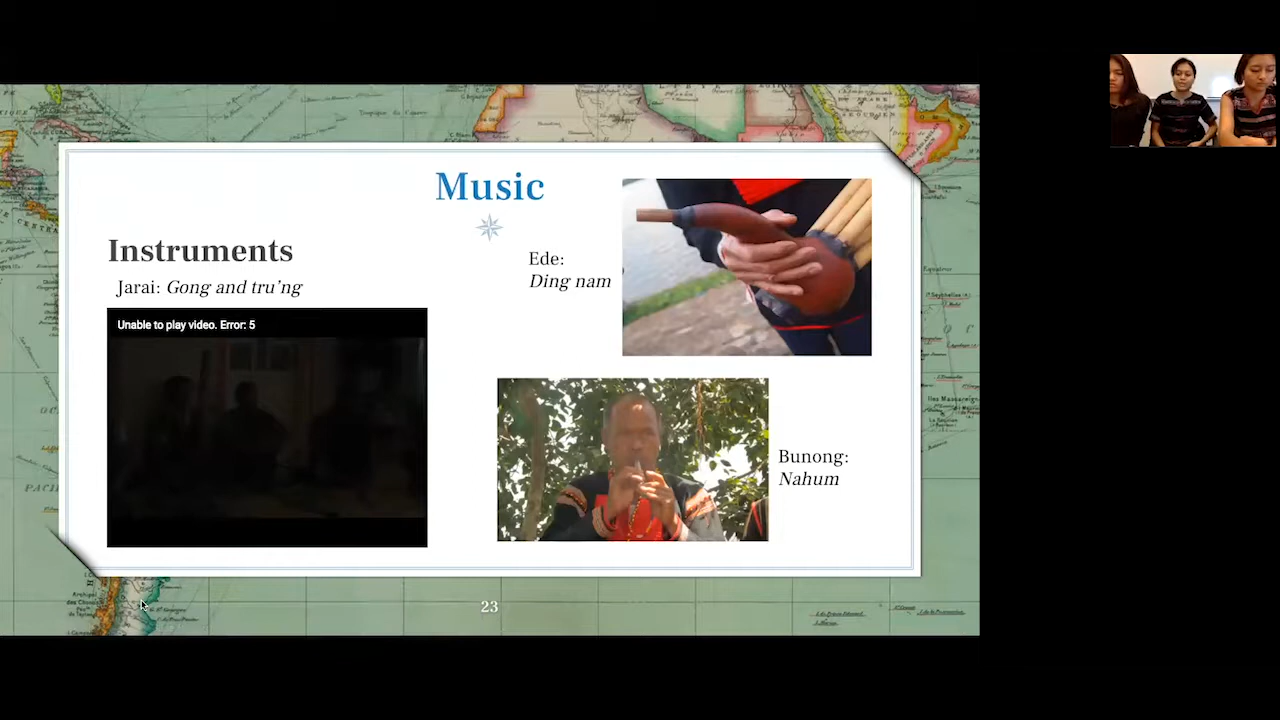 Music
Instruments
Jarai: Gong and tru’ng
Unable to play video. Error: 5
Ede:
Ding nam
Bunong:
Nahum
23